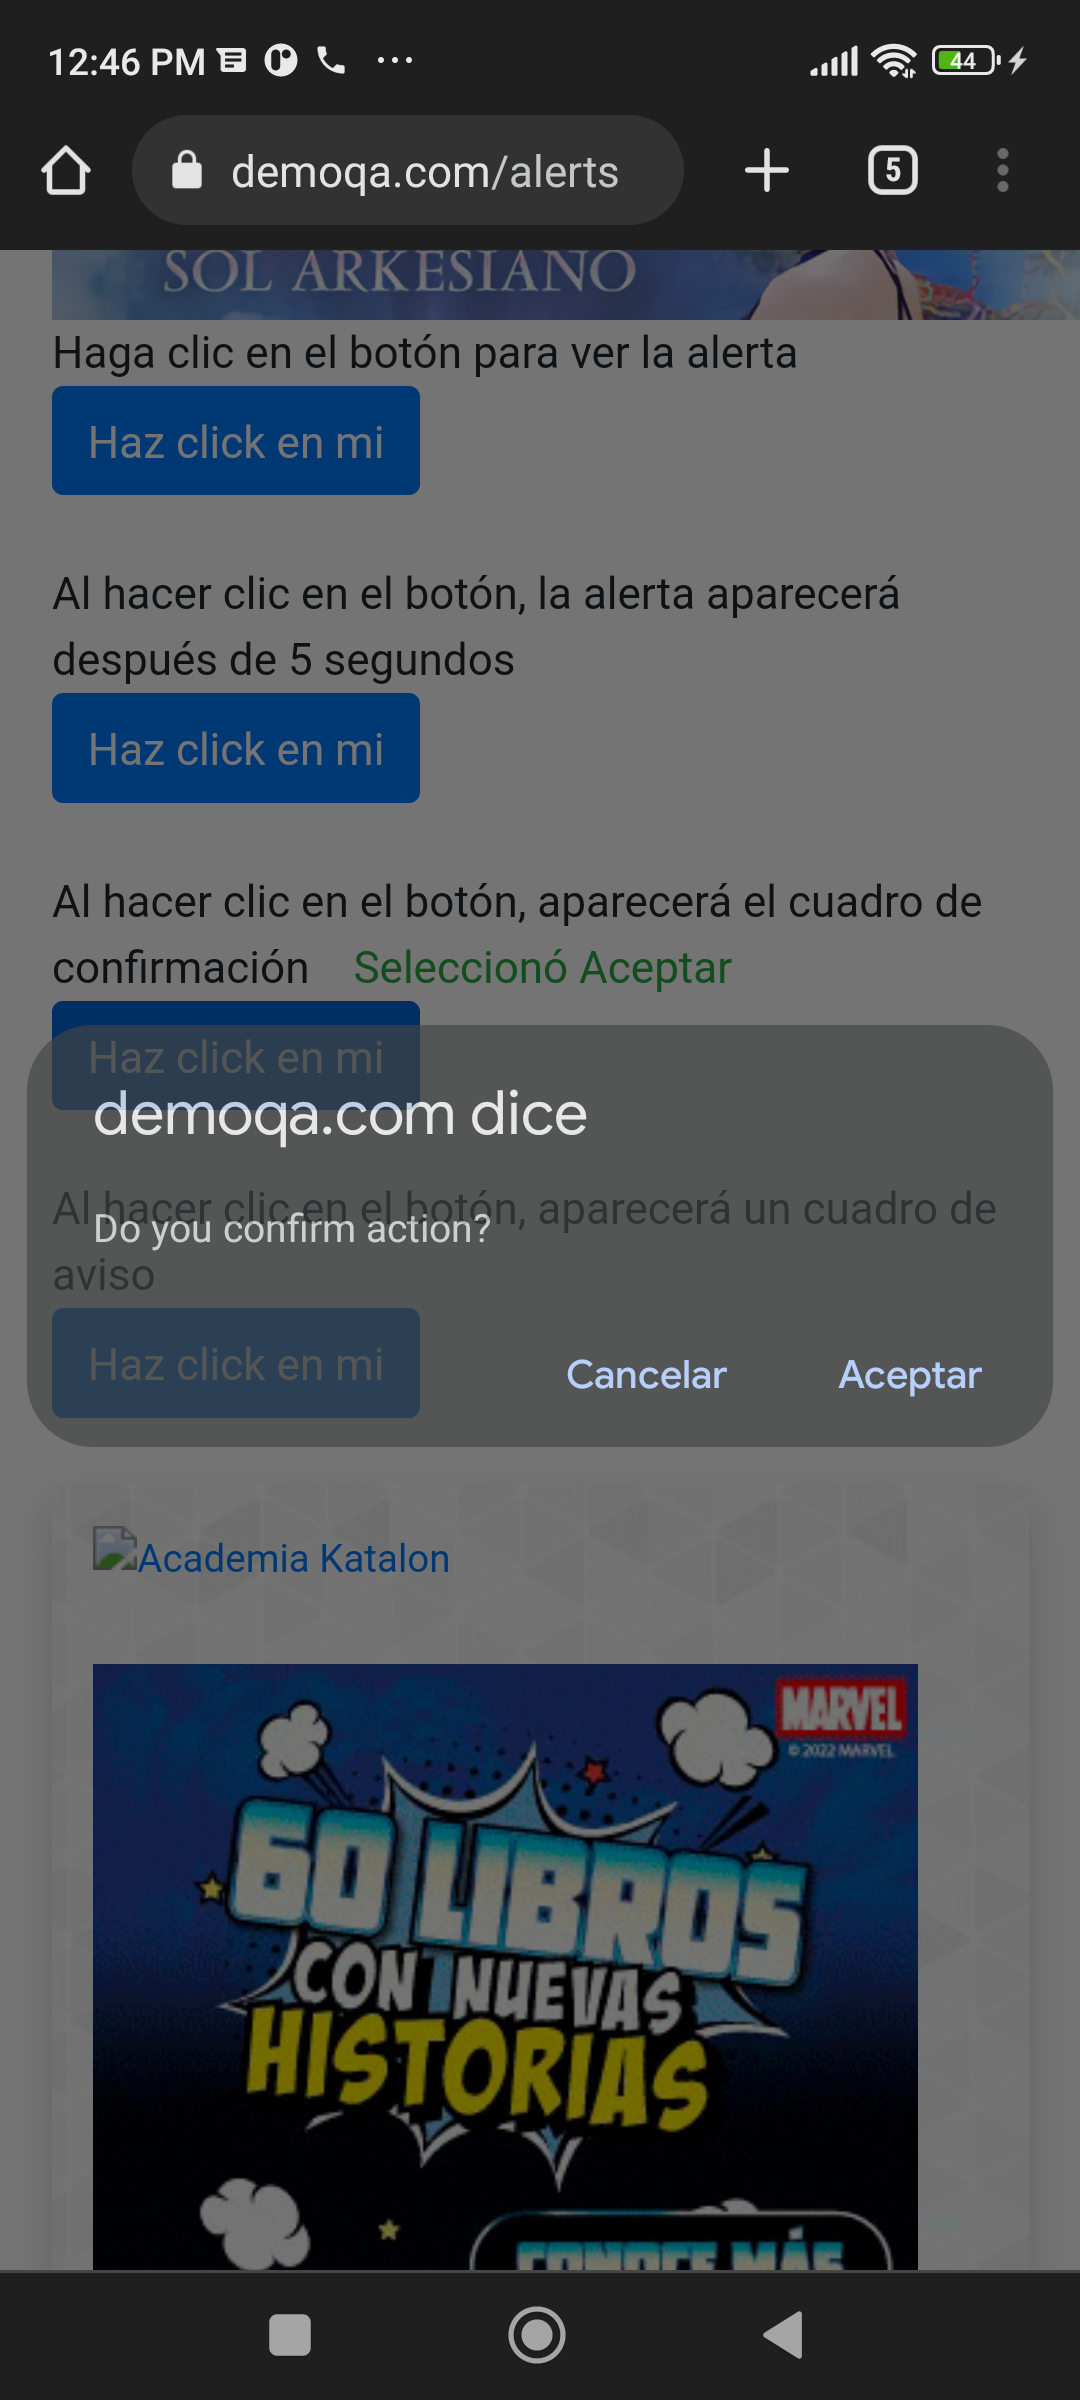 12:46 PM
44
demoqa.com/alerts
5
SOL ARKESIANO
Haga clic en el botón para ver la alerta
Haz click en mi
Al hacer clic en el botón, la alerta aparecerá
después de 5 segundos
Haz click en mi
Al hacer clic en el botón, aparecerá el cuadro de
confirmación Seleccionó Aceptar
Haz click en mi
demoqa.com dice
Al hacer clic en el botón, aparecerá un cuadro de
Do you confirm action?
aviso
Haz click en mi
Cancelar Aceptar
Academia Katalon
MARVEL
© 2022 MARVEL
60 LIBROS
CON NUEVAS
HISTORIAS
CONOCE MÁS